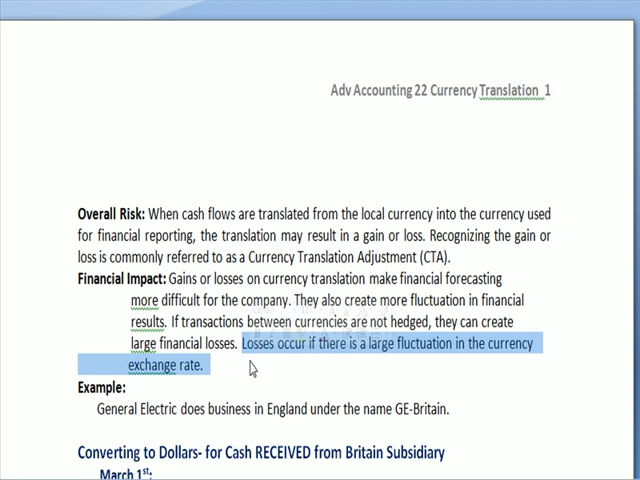 Adv Accounting 22 Currency Translation 1
Overall Risk: When cash flows are translated from the local currency into the currency used
for financial reporting, the translation may result in a gain or loss. Recognizing the gain or
loss is commonly referred to as a Currency Translation Adjustment (CTA).
Financial Impact: Gains or losses on currency translation make financial forecasting
more difficult for the company. They also create more fluctuation in financial
results. If transactions between currencies are not hedged, they can create
large financial losses. Losses occur if there is a large fluctuation in the currency
exchange rate.
Example:
General Electric does business in England under the name GE-Britain.
Converting to Dollars- for Cash RECEIVED from Britain Subsidiary
March 1st: